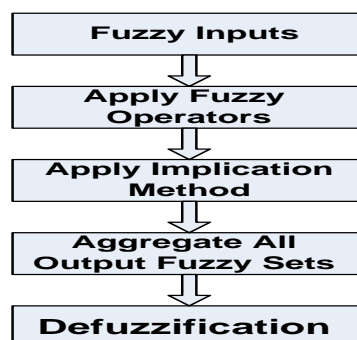 Fuzzy Inputs
Apply Fuzzy
Operators
Apply Implication
Method
Aggregate All
Output Fuzzy Sets
Defuzzification